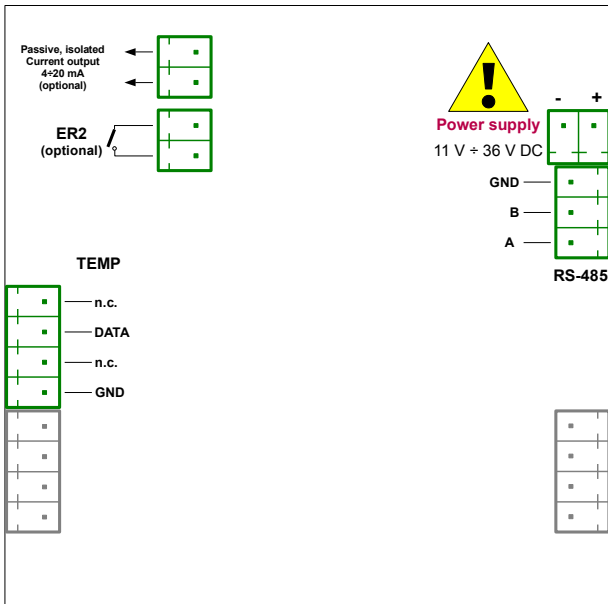 Passive, isolated
Current output
4÷20 mA
(optional)
ER2
(optional)
- +
Power supply
11 V ÷ 36 V DC
GND
B
A
RS-485
TEMP
n.c.
DATA
n.c.
GND